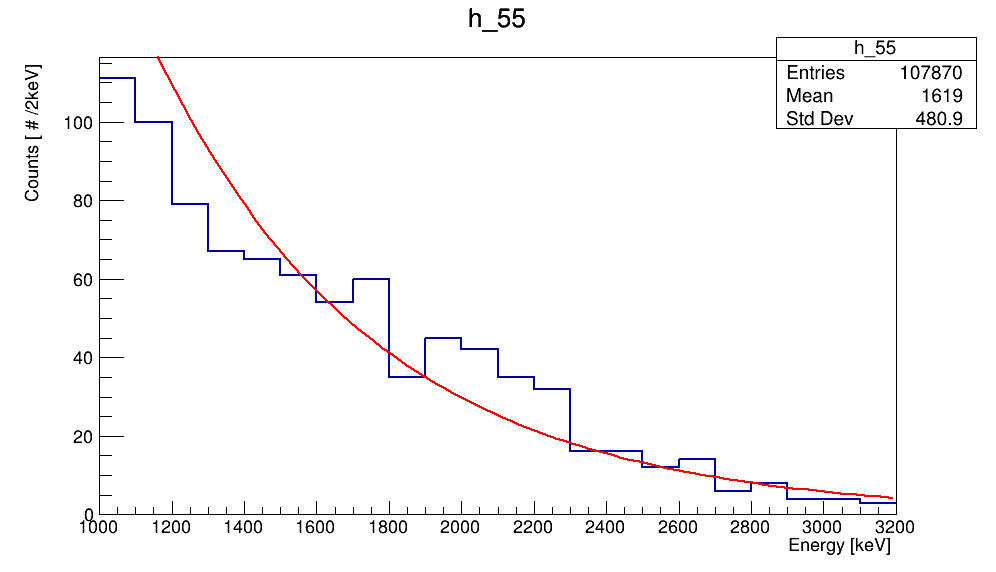 h_55
h_55
Entries 107870
Mean 1619
Std Dev 480.9
Counts [ # /2keV]
100
80
60
40
20
0
1000 1200 1400 1600 1800 2000 2200 2400 2600 2800 3000 3200
Energy [keV]